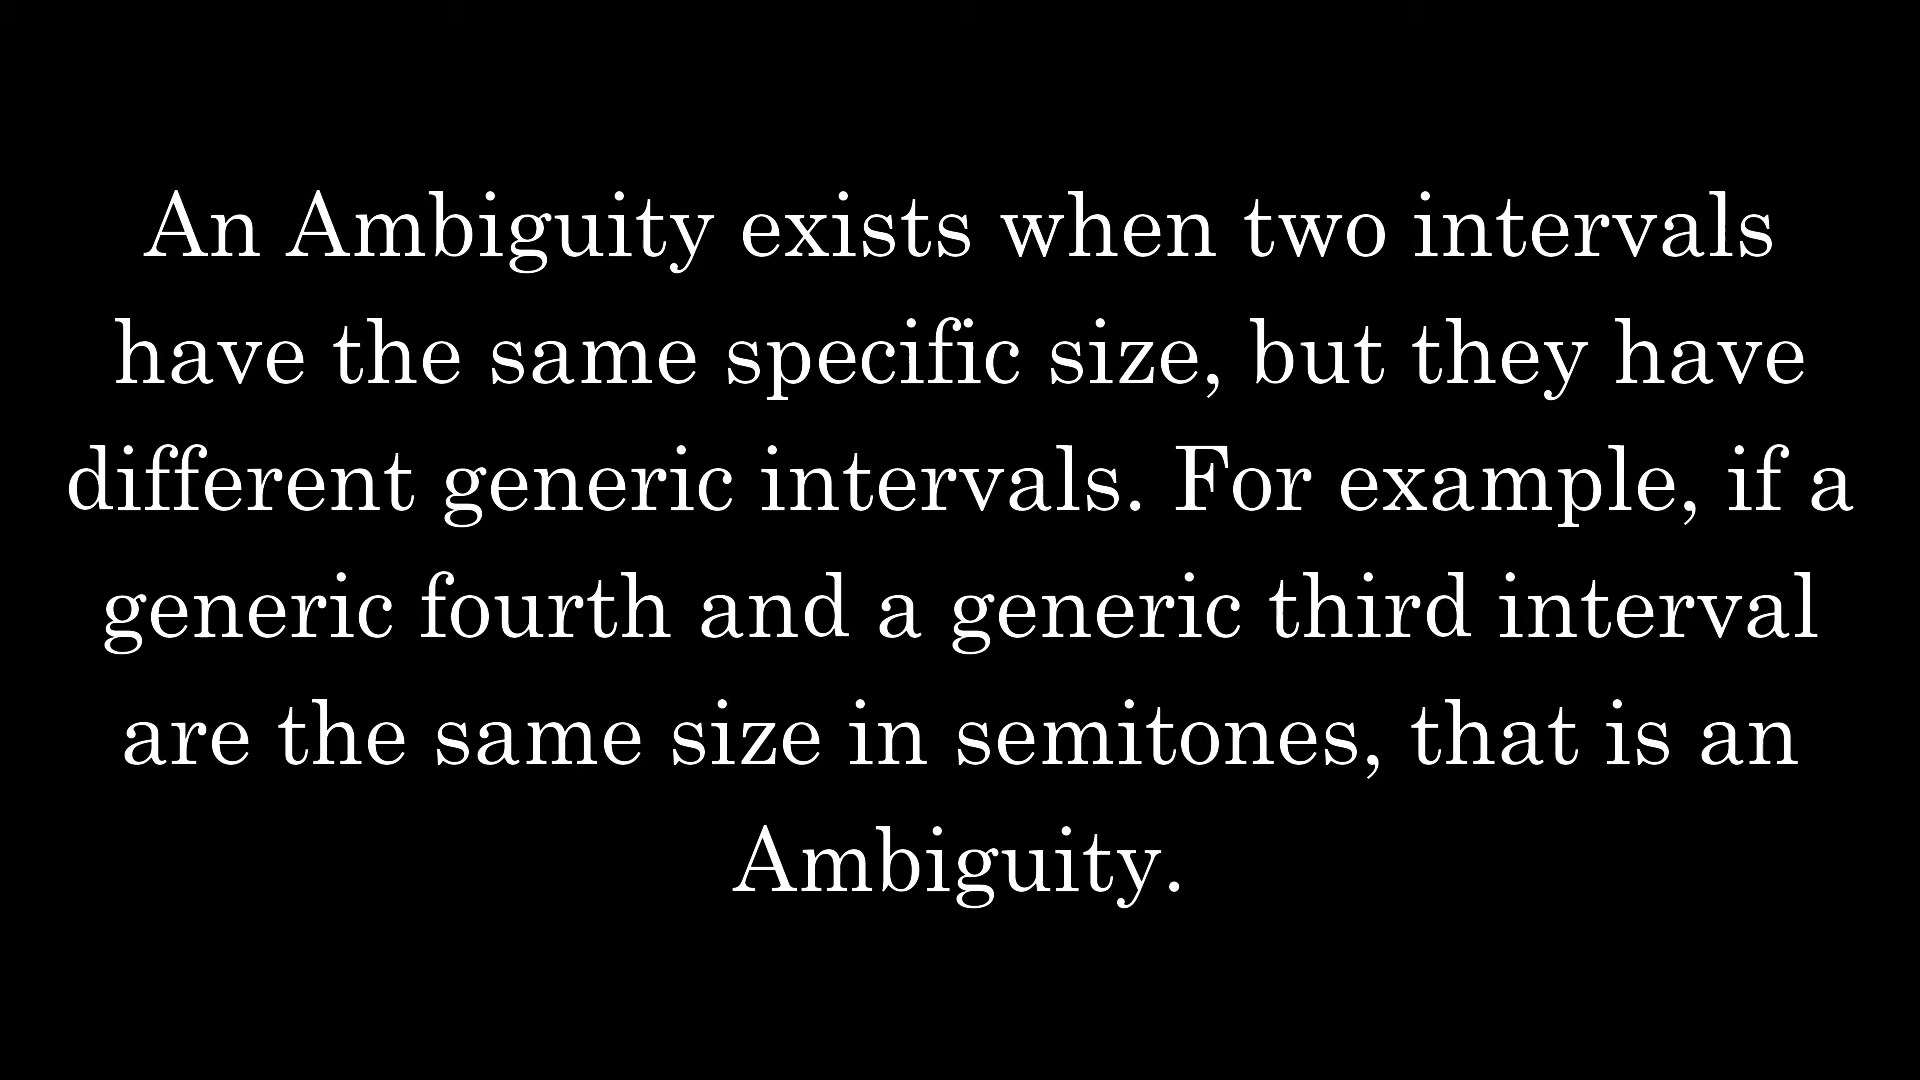 An Ambiguity exists when two intervals
have the same specific size, but they have
different generic intervals. For example, if a
generic fourth and a generic third interval
are the same size in semitones, that is an
Ambiguity.